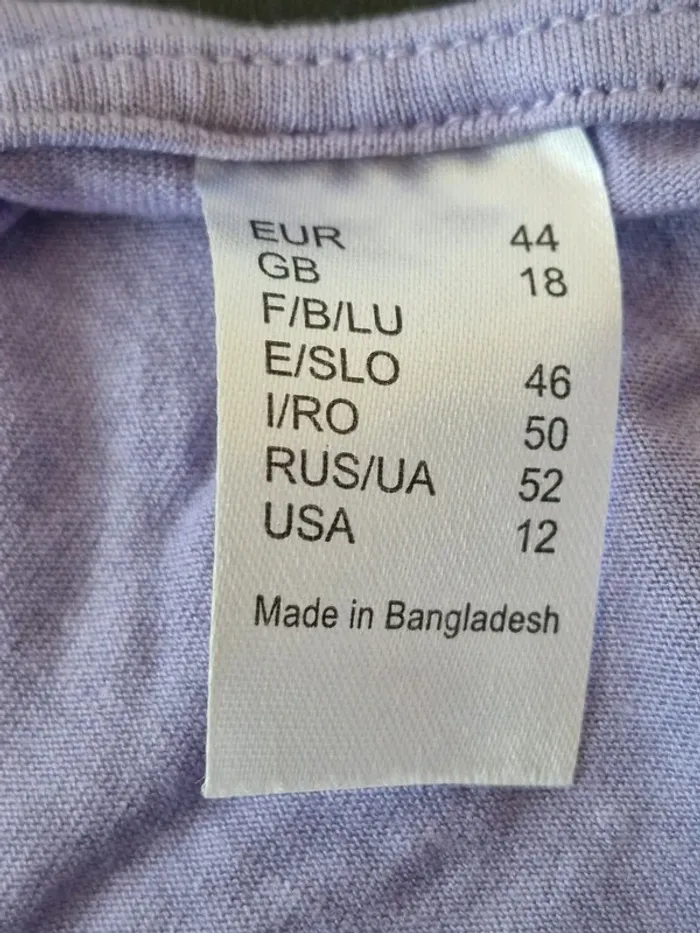 EUR 44
GB 18
F/B/LU
E/SLO 46
I/RO 50
RUS/UA 52
USA 12
Made in Bangladesh